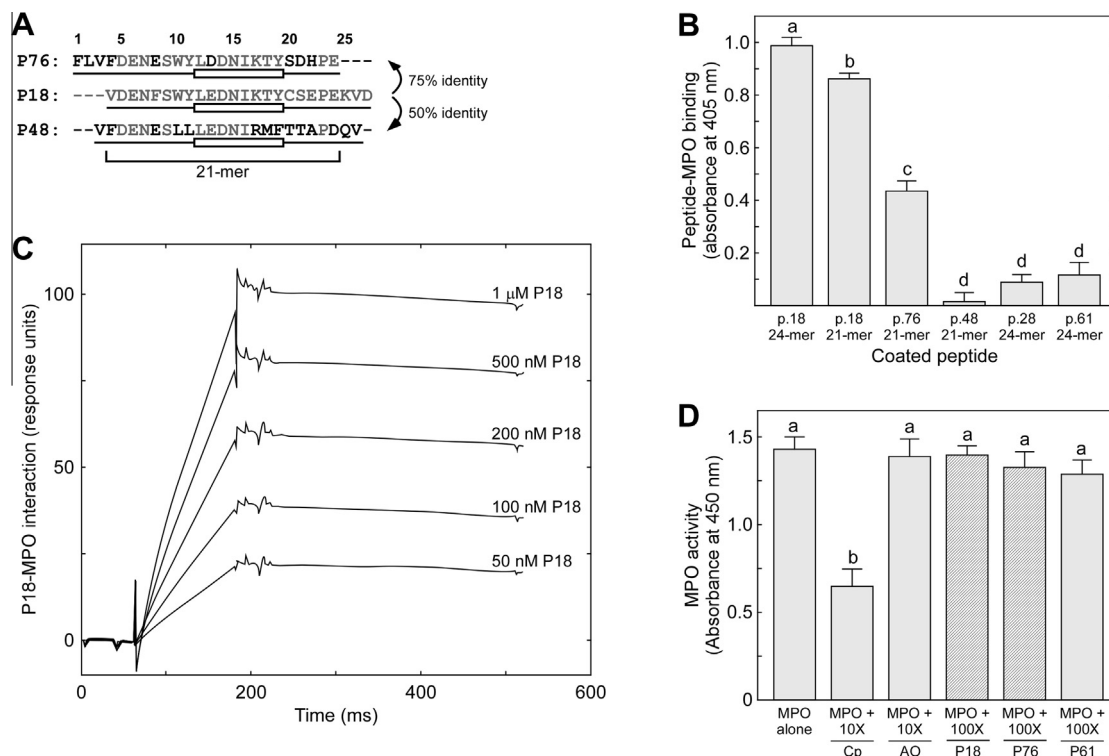 A
1 5 10 15 20 25
P76: FLVFDENESWYLDDNIKTYSDHPE----
P18: ---VDENFSWYLEDNIKTYCSEPEKVD
P48: --VFDENESLLLEDNIRMFTTAPDQV-
75% identity
50% identity
21-mer
B
Peptide-MPO binding
(absorbance at 405 nm)
1.0
0.8
0.6
0.4
0.2
a
b
c
d
d
d
p.18 p.18 p.76 p.48 p.28 p.61
24-mer 21-mer 21-mer 21-mer 24-mer 24-mer
Coated peptide
C
P18-MPO interaction (response units)
100
50
0
1 μM P18
500 nM P18
200 nM P18
100 nM P18
50 nM P18
0 200 400 600
Time (ms)
D
MPO activity
(Absorbance at 450 nm)
1.5
1.0
0.5
0
a
b
a
a
a
a
MPO MPO + MPO + MPO + MPO + MPO +
alone 10X 10X 100X 100X 100X
Cp AO P18 P76 P61